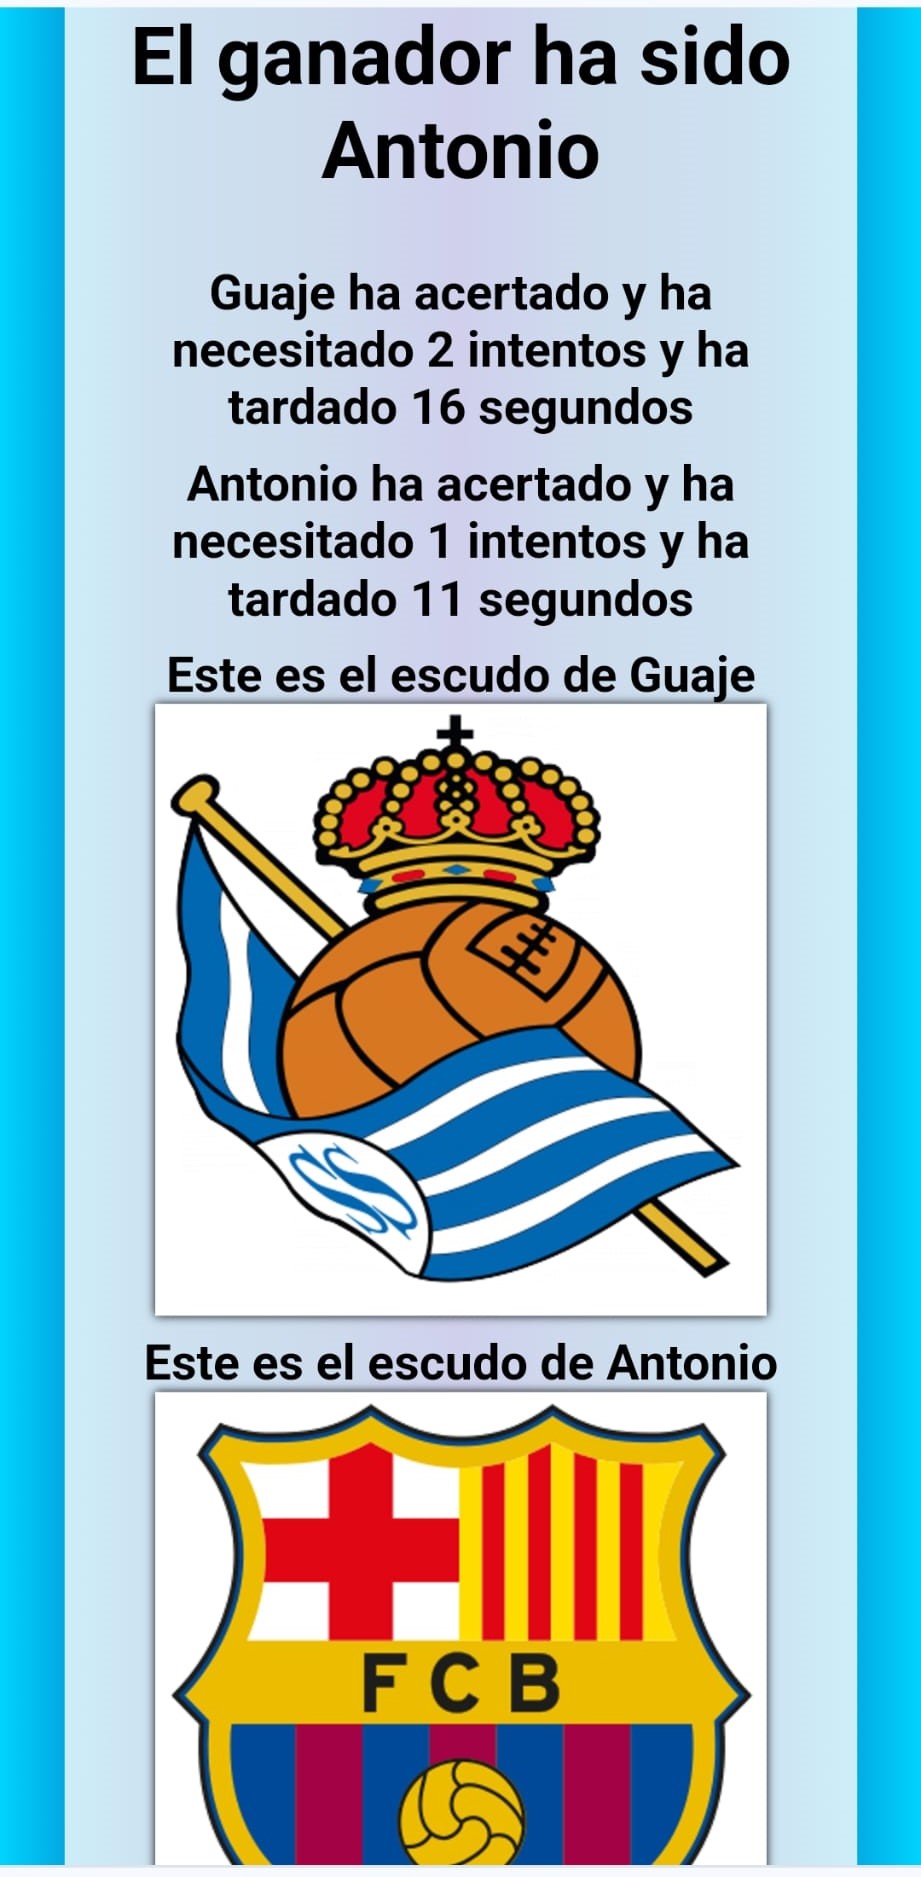 El ganador ha sido
Antonio
Guaje ha acertado y ha
necesitado 2 intentos y ha
tardado 16 segundos
Antonio ha acertado y ha
necesitado 1 intentos y ha
tardado 11 segundos
Este es el escudo de Guaje
SS
Este es el escudo de Antonio
FCB